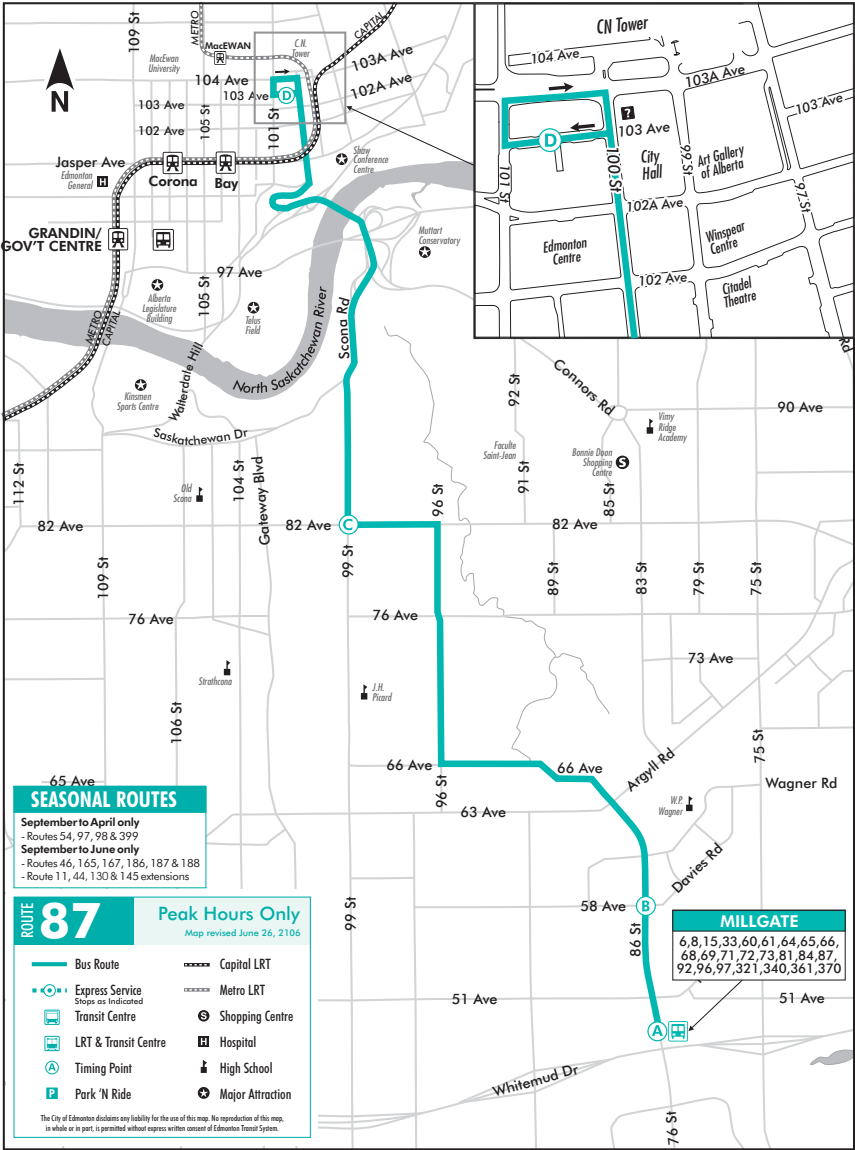 109 St
METRO
MacEWAN
CAPITAL
C.N.
Tower
MacEwan
University
103A Ave
104 Ave
103 Ave
D
102A Ave
103 Ave
105 St
101 St
102 Ave
N
Jasper Ave
Edmonton
General
H
Corona
Bay
Shaw
Conference
Centre
GRANDIN/
GOV'T CENTRE
Muttart
Conservatory
97 Ave
105 St
Alberta
Legislature
Building
Telus
Field
METRO
CAPITAL
North Saskatchewan River
Scona Rd
Walterdale Hill
Kinsmen
Sports Centre
Saskatchewan Dr
CN Tower
104 Ave
103A Ave
103 Ave
?
103 Ave
D
101 St
100 St
City
Hall
99 St
Art Gallery
of Alberta
97 St
102A Ave
Edmonton
Centre
Winspear
Centre
102 Ave
Citadel
Theatre
Rd
92 St
Connors Rd
90 Ave
Vimy
Ridge
Academy
Faculte
Saint-Jean
Bonnie Doon
Shopping
Centre
S
91 St
85 St
112 St
Old
Scona
104 St
Gateway Blvd
96 St
82 Ave
82 Ave
C
82 Ave
109 St
99 St
89 St
83 St
79 St
75 St
76 Ave
76 Ave
73 Ave
Strathcona
J.H.
Picard
106 St
75 St
66 Ave
66 Ave
Argyll Rd
Wagner Rd
65 Ave
96 St
W.P.
Wagner
63 Ave
SEASONAL ROUTES
September to April only
- Routes 54, 97, 98 & 399
September to June only
- Routes 46, 165, 167, 186, 187 & 188
- Route 11, 44, 130 & 145 extensions
Davies Rd
99 St
58 Ave
B
86 St
MILLGATE
6,8,15,33,60,61,64,65,66,
68,69,71,72,73,81,84,87,
92,96,97,321,340,361,370
51 Ave
51 Ave
A
Whitemud Dr
76 St
ROUTE
87
Peak Hours Only
Map revised June 26, 2106
Bus Route
Capital LRT
Express Service
Stops as Indicated
Metro LRT
Transit Centre
S Shopping Centre
LRT & Transit Centre
H Hospital
A Timing Point
High School
P Park 'N Ride
Major Attraction
The City of Edmonton disclaims any liability for the use of this map. No reproduction of this map,
in whole or in part, is permitted without express written consent of Edmonton Transit System.